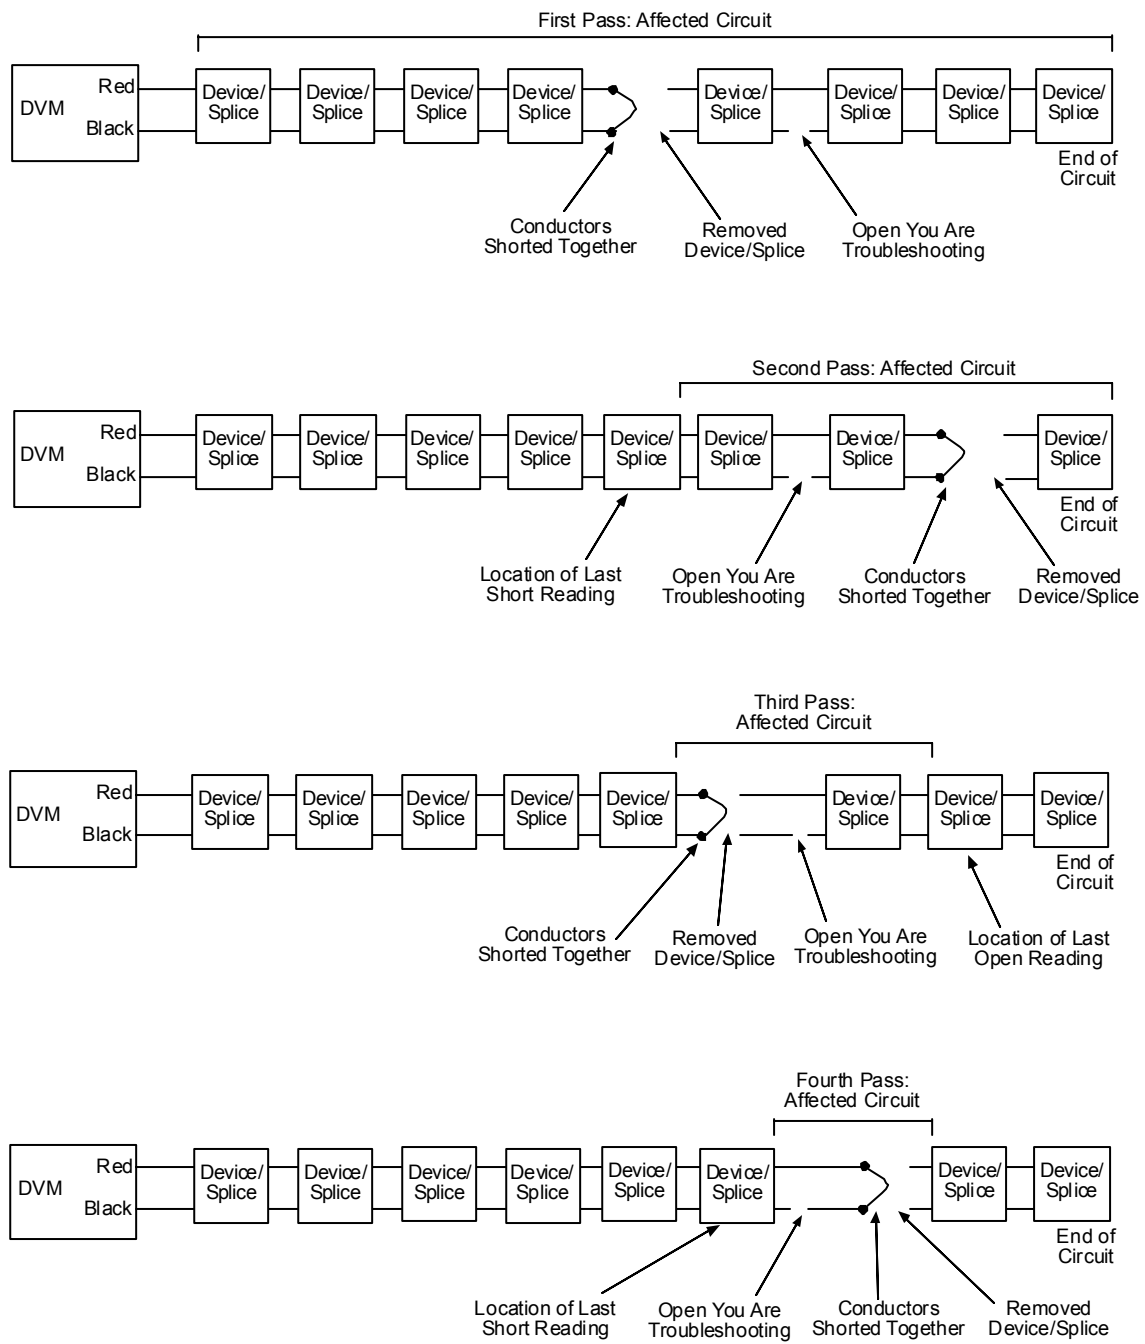 First Pass: Affected Circuit
DVM
Red
Black
Device/
Splice
Device/
Splice
Device/
Splice
Device/
Splice
Device/
Splice
Device/
Splice
Device/
Splice
Device/
Splice
End of
Circuit
Conductors
Shorted Together
Removed
Device/Splice
Open You Are
Troubleshooting
Second Pass: Affected Circuit
DVM
Red
Black
Device/
Splice
Device/
Splice
Device/
Splice
Device/
Splice
Device/
Splice
Device/
Splice
Device/
Splice
Device/
Splice
End of
Circuit
Location of Last
Short Reading
Open You Are
Troubleshooting
Conductors
Shorted Together
Removed
Device/Splice
Third Pass:
Affected Circuit
DVM
Red
Black
Device/
Splice
Device/
Splice
Device/
Splice
Device/
Splice
Device/
Splice
Device/
Splice
Device/
Splice
Device/
Splice
End of
Circuit
Conductors
Shorted Together
Removed
Device/Splice
Open You Are
Troubleshooting
Location of Last
Open Reading
Fourth Pass:
Affected Circuit
DVM
Red
Black
Device/
Splice
Device/
Splice
Device/
Splice
Device/
Splice
Device/
Splice
Device/
Splice
Device/
Splice
Device/
Splice
End of
Circuit
Location of Last
Short Reading
Open You Are
Troubleshooting
Conductors
Shorted Together
Removed
Device/Splice